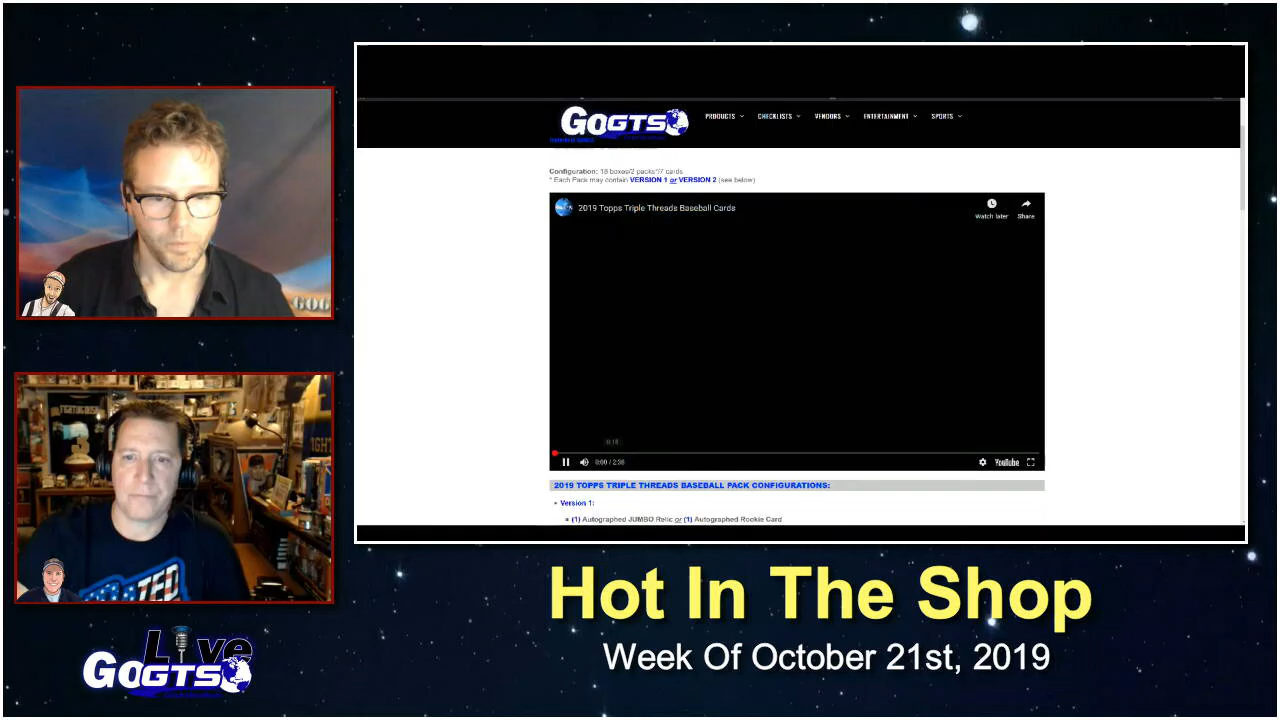 GOGTS
PRODUCTS
CHECKLISTS
VENDORS
ENTERTAINMENT
SPORTS
Configuration: 18 boxes/2 packs*/7 cards
* Each Pack may contain VERSION 1 or VERSION 2 (see below)
2019 Topps Triple Threads Baseball Cards
Watch later
Share
0:18
0:00 / 2:36
YouTube
2019 TOPPS TRIPLE THREADS BASEBALL PACK CONFIGURATIONS:
Version 1:
(1) Autographed JUMBO Relic or (1) Autographed Rookie Card
GOG
Live
GOGTS
Hot In The Shop
Week Of October 21st, 2019